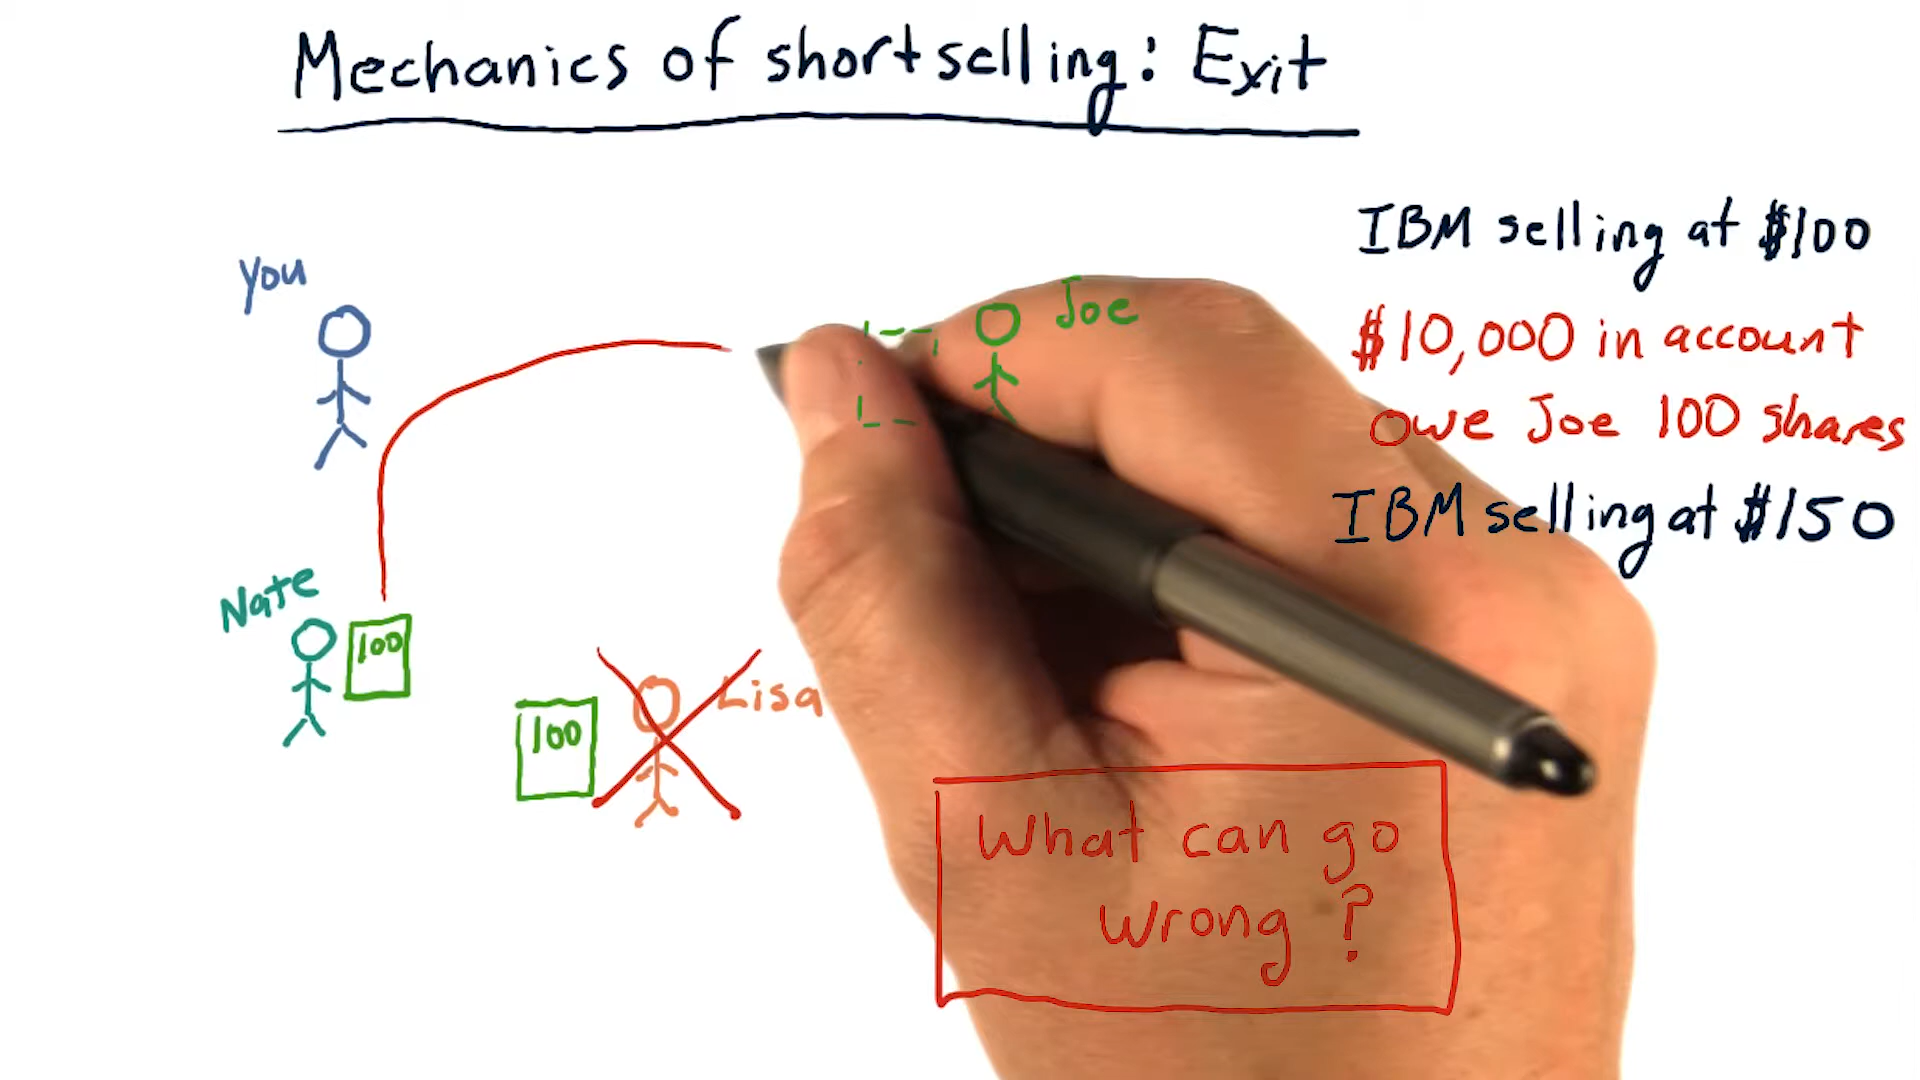 Mechanics of short selling: Exit
IBM selling at $100
you
Joe
$10,000 in account
owe Joe 100 shares
IBM selling at $150
Nate
100
Lisa
100
What can go
wrong?